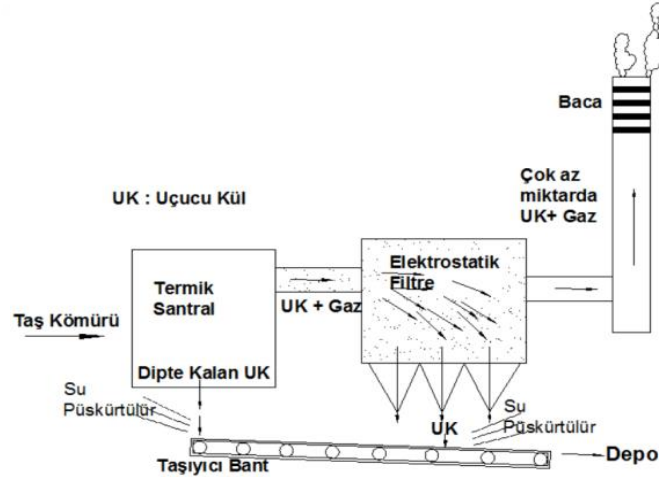 Baca
Çok az
miktarda
UK+ Gaz
UK : Uçucu Kül
Elektrostatik
Filtre
Termik
Santral
UK + Gaz
Taş Kömürü
Dipte Kalan UK
Su
Püskürtülür
UK
Su
Püskürtülür
Taşıyıcı Bant
Depo